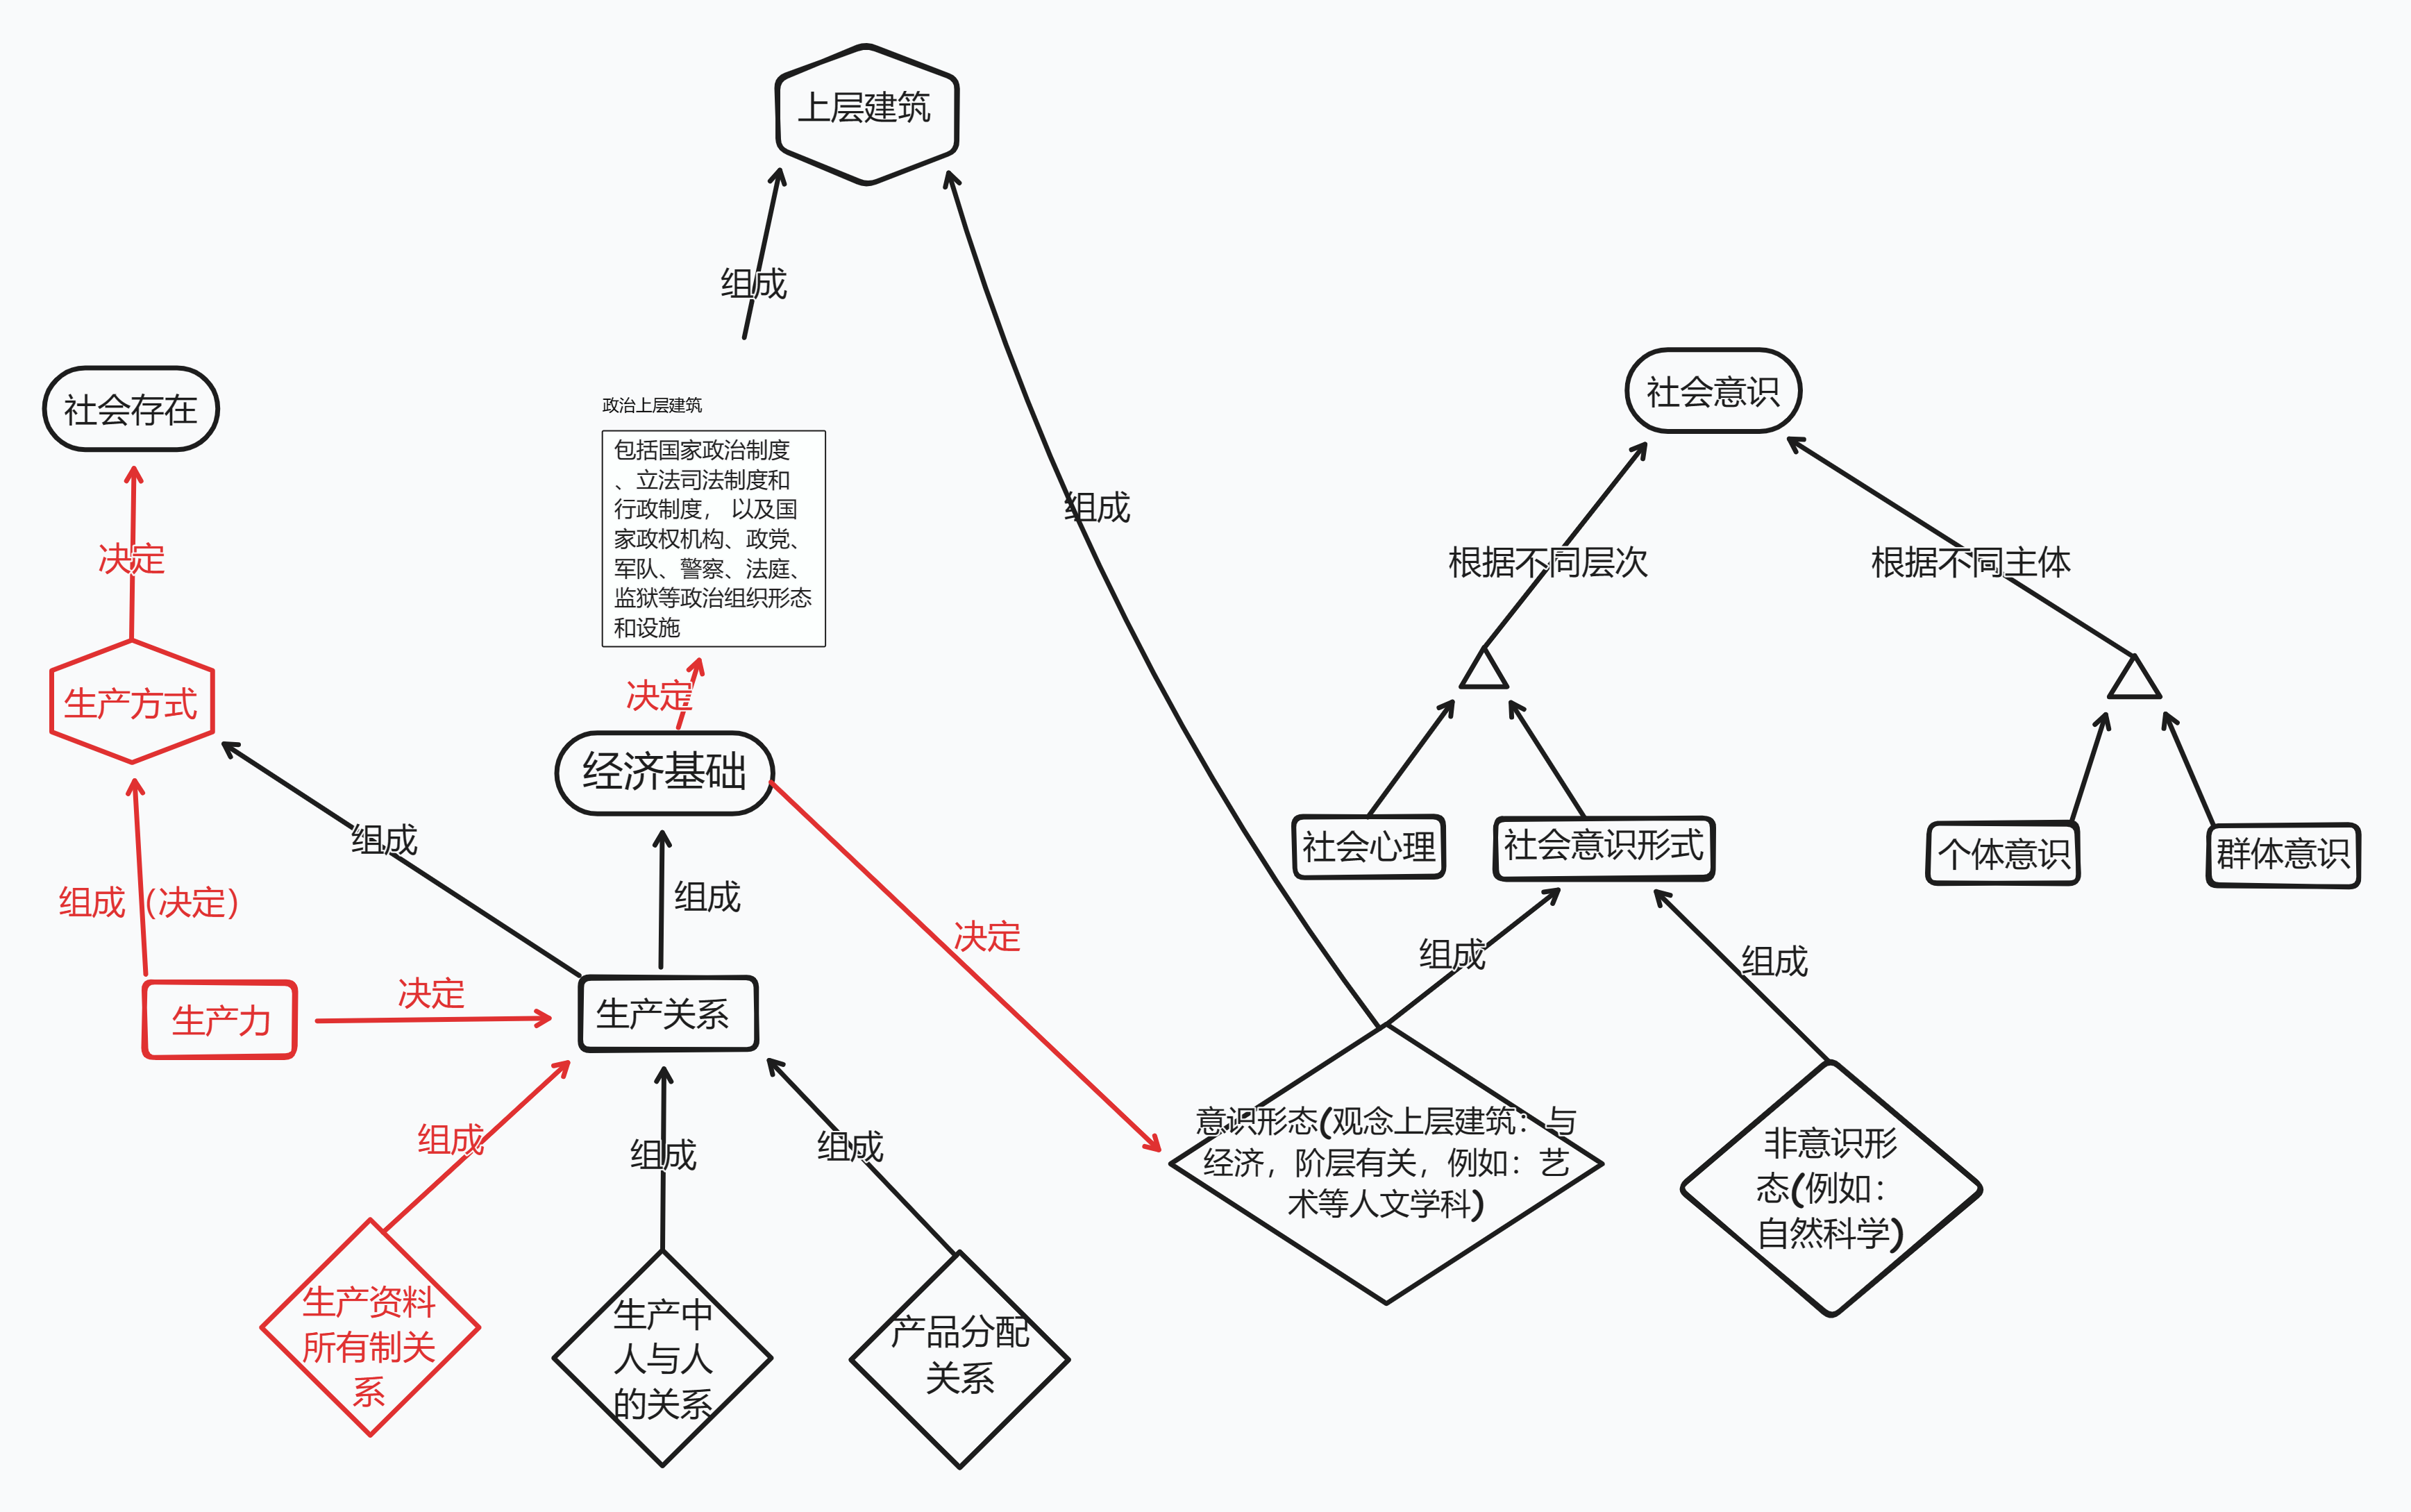 上层建筑
组成
社会存在
政治上层建筑
包括国家政治制度
、立法司法制度和
行政制度， 以及国
家政权机构、政党、
军队、警察、法庭、
监狱等政治组织形态
和设施
社会意识
组成
决定
根据不同层次
根据不同主体
生产方式
决定
经济基础
组成
社会心理
社会意识形式
个体意识
群体意识
组成（决定）
组成
决定
组成
组成
决定
生产力
生产关系
组成
组成
组成
意识形态(观念上层建筑：与
经济，阶层有关，例如：艺
术等人文学科)
非意识形
态(例如：
自然科学)
生产资料
所有制关
系
生产中
人与人
的关系
产品分配
关系